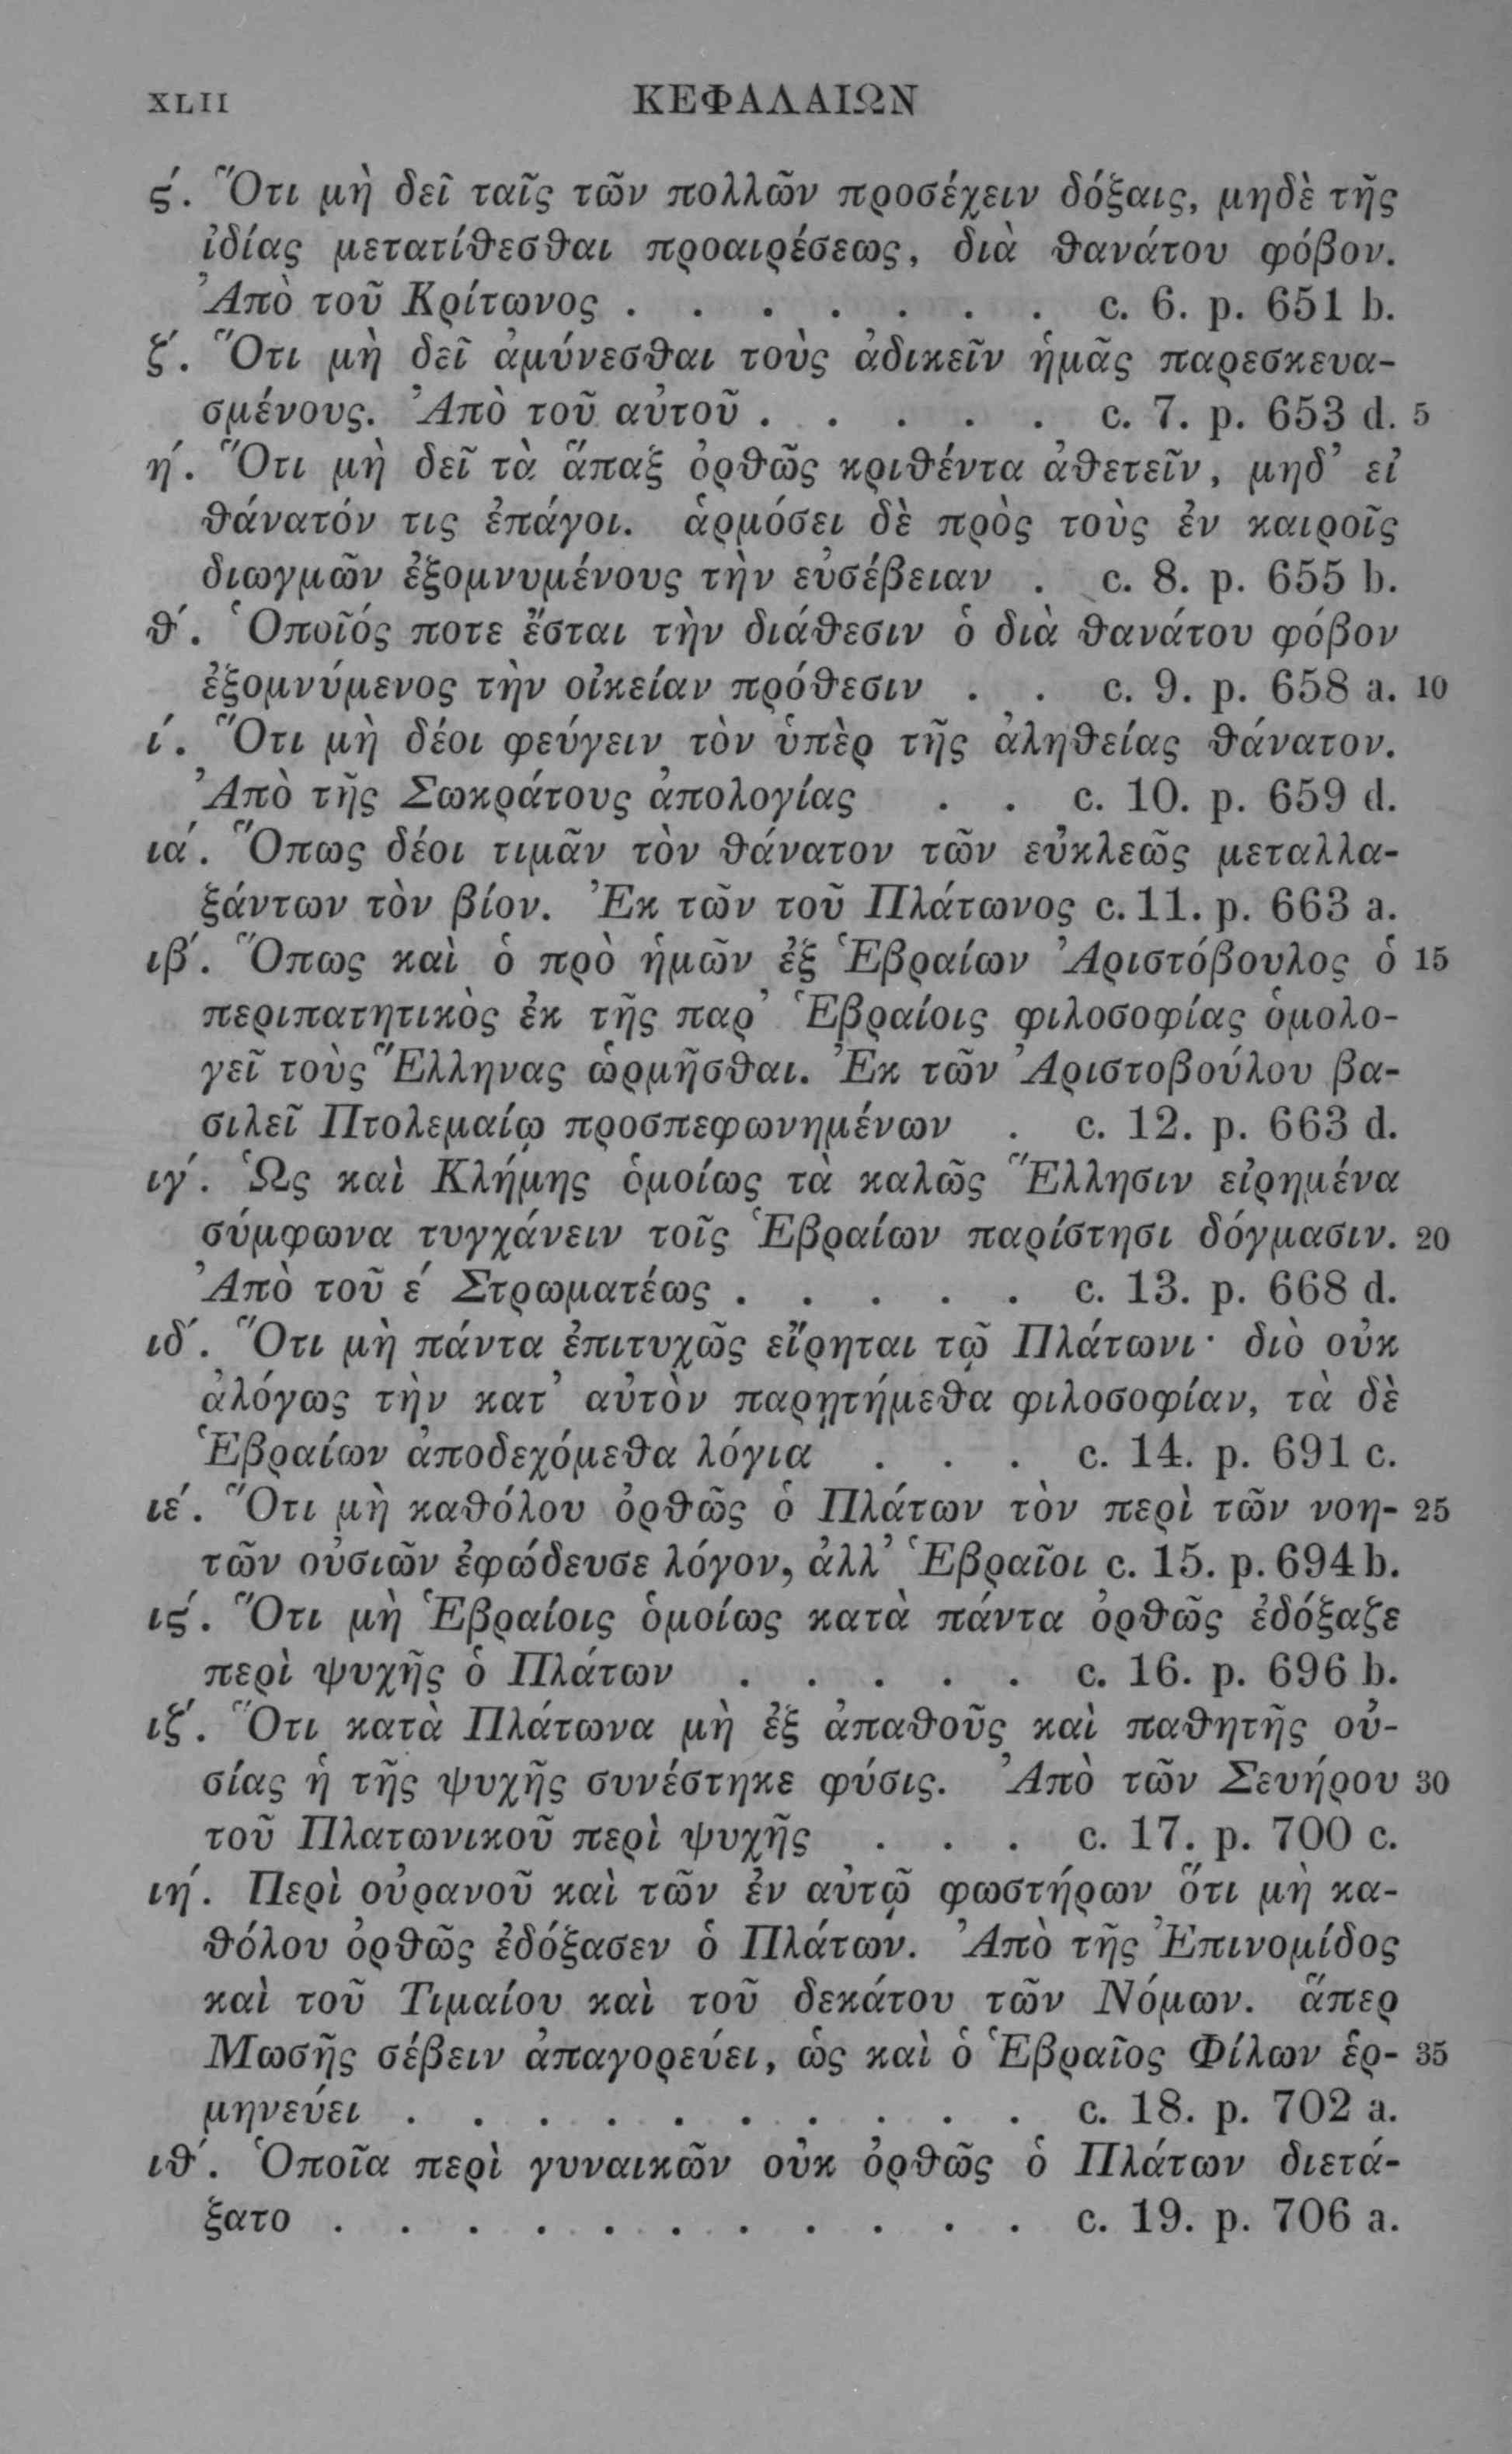 XLII ΚΕΦΑΛΑΙΩΝ
ϛ΄. Ὅτι μὴ δεῖ ταῖς τῶν πολλῶν προσέχειν δόξαις, μηδὲ τῆς
ἰδίας μετατίθεσθαι προαιρέσεως, διὰ θανάτου φόβον.
Ἀπὸ τοῦ Κρίτωνος . . . . . . . c. 6. p. 651 b.
ζ΄. Ὅτι μὴ δεῖ ἀμύνεσθαι τοὺς ἀδικεῖν ἡμᾶς παρεσκευα-
σμένους. Ἀπὸ τοῦ αὐτοῦ . . . . . c. 7. p. 653 d. 5
η΄. Ὅτι μὴ δεῖ τὰ ἅπαξ ὀρθῶς κριθέντα ἀθετεῖν, μηδ’ εἰ
θάνατόν τις ἐπάγοι. ἁρμόσει δὲ πρὸς τοὺς ἐν καιροῖς
διωγμῶν ἐξομνυμένους τὴν εὐσέβειαν . c. 8. p. 655 b.
θ΄. Ὁποῖός ποτε ἔσται τὴν διάθεσιν ὁ διὰ θανάτου φόβον
ἐξομνύμενος τὴν οἰκείαν πρόθεσιν . . c. 9. p. 658 a. 10
ι΄. Ὅτι μὴ δέοι φεύγειν τὸν ὑπὲρ τῆς ἀληθείας θάνατον.
Ἀπὸ τῆς Σωκράτους ἀπολογίας . . c. 10. p. 659 d.
ια΄. Ὅπως δέοι τιμᾶν τὸν θάνατον τῶν εὐκλεῶς μεταλλα-
ξάντων τὸν βίον. Ἐκ τῶν τοῦ Πλάτωνος c. 11. p. 663 a.
ιβ΄. Ὅπως καὶ ὁ πρὸ ἡμῶν ἐξ Ἑβραίων Ἀριστόβουλος ὁ 15
περιπατητικὸς ἐκ τῆς παρ’ Ἑβραίοις φιλοσοφίας ὁμολο-
γεῖ τοὺς Ἕλληνας ὡρμῆσθαι. Ἐκ τῶν Ἀριστοβούλου βα-
σιλεῖ Πτολεμαίῳ προσπεφωνημένων . c. 12. p. 663 d.
ιγ΄. Ὡς καὶ Κλήμης ὁμοίως τὰ καλῶς Ἕλλησιν εἰρημένα
σύμφωνα τυγχάνειν τοῖς Ἑβραίων παρίστησι δόγμασιν. 20
Ἀπὸ τοῦ ε΄ Στρωματέως . . . . . c. 13. p. 668 d.
ιδ΄. Ὅτι μὴ πάντα ἐπιτυχῶς εἴρηται τῷ Πλάτωνι· διὸ οὐκ
ἀλόγως τὴν κατ’ αὐτὸν παρῃτήμεθα φιλοσοφίαν, τὰ δὲ
Ἑβραίων ἀποδεχόμεθα λόγια . . . c. 14. p. 691 c.
ιε΄. Ὅτι μὴ καθόλου ὀρθῶς ὁ Πλάτων τὸν περὶ τῶν νοη- 25
τῶν οὐσιῶν ἐφώδευσε λόγον, ἀλλ’ Ἑβραῖοι c. 15. p. 694 b.
ιϛ΄. Ὅτι μὴ Ἑβραίοις ὁμοίως κατὰ πάντα ὀρθῶς ἐδόξαζε
περὶ ψυχῆς ὁ Πλάτων . . . . . c. 16. p. 696 b.
ιζ΄. Ὅτι κατὰ Πλάτωνα μὴ ἐξ ἀπαθοῦς καὶ παθητῆς οὐ-
σίας ἡ τῆς ψυχῆς συνέστηκε φύσις. Ἀπὸ τῶν Σευήρου 30
τοῦ Πλατωνικοῦ περὶ ψυχῆς . . . c. 17. p. 700 c.
ιη΄. Περὶ οὐρανοῦ καὶ τῶν ἐν αὐτῷ φωστήρων ὅτι μὴ κα-
θόλου ὀρθῶς ἐδόξασεν ὁ Πλάτων. Ἀπὸ τῆς Ἐπινομίδος
καὶ τοῦ Τιμαίου καὶ τοῦ δεκάτου τῶν Νόμων. ἅπερ
Μωσῆς σέβειν ἀπαγορεύει, ὡς καὶ ὁ Ἑβραῖος Φίλων ἑρ- 35
μηνεύει . . . . . . . . . . c. 18. p. 702 a.
ιθ΄. Ὁποῖα περὶ γυναικῶν οὐκ ὀρθῶς ὁ Πλάτων διετά-
ξατο . . . . . . . . . . . c. 19. p. 706 a.